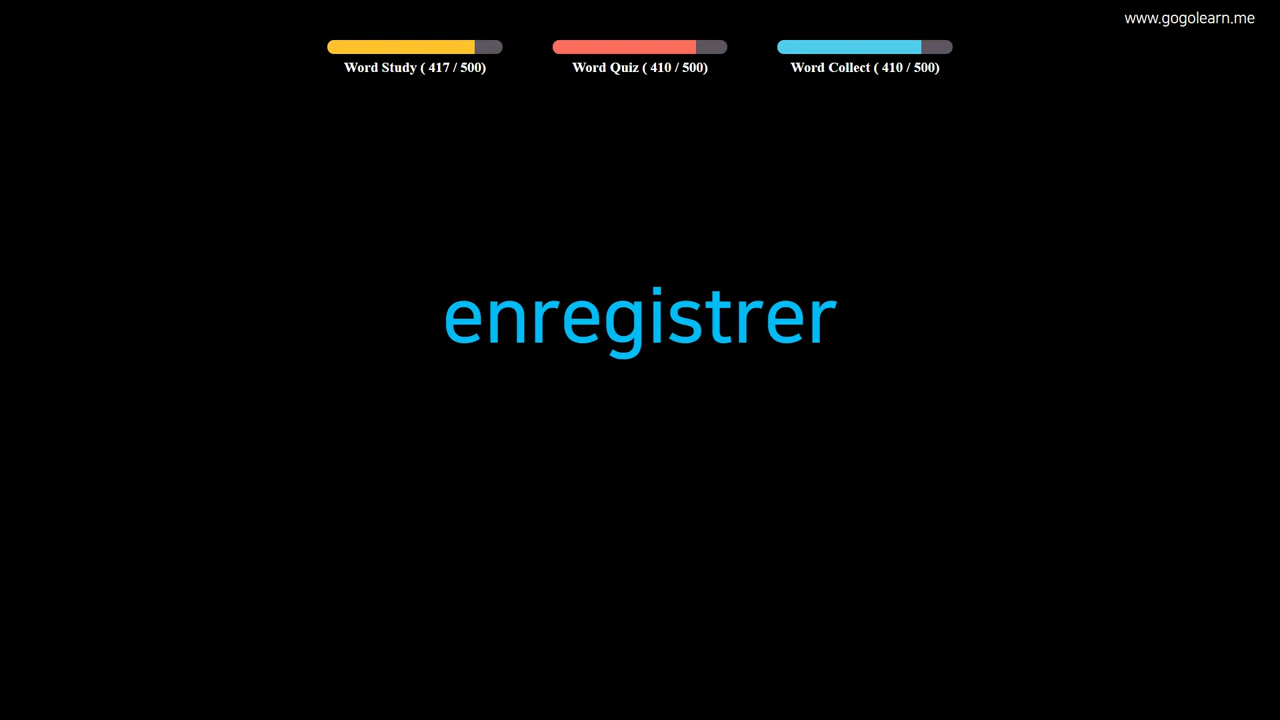 www.gogolearn.me
Word Study ( 417 / 500)
Word Quiz ( 410 / 500)
Word Collect ( 410 / 500)
enregistrer